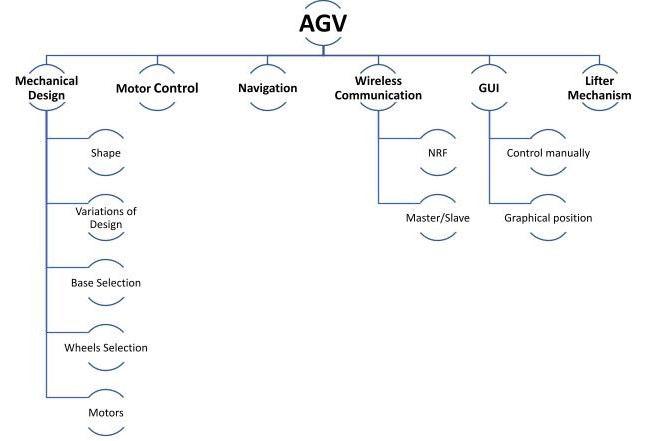 AGV
Mechanical
Design
Motor Control
Navigation
Wireless
Communication
GUI
Lifter
Mechanism
Shape
Variations of
Design
Base Selection
Wheels Selection
Motors
NRF
Master/Slave
Control manually
Graphical position